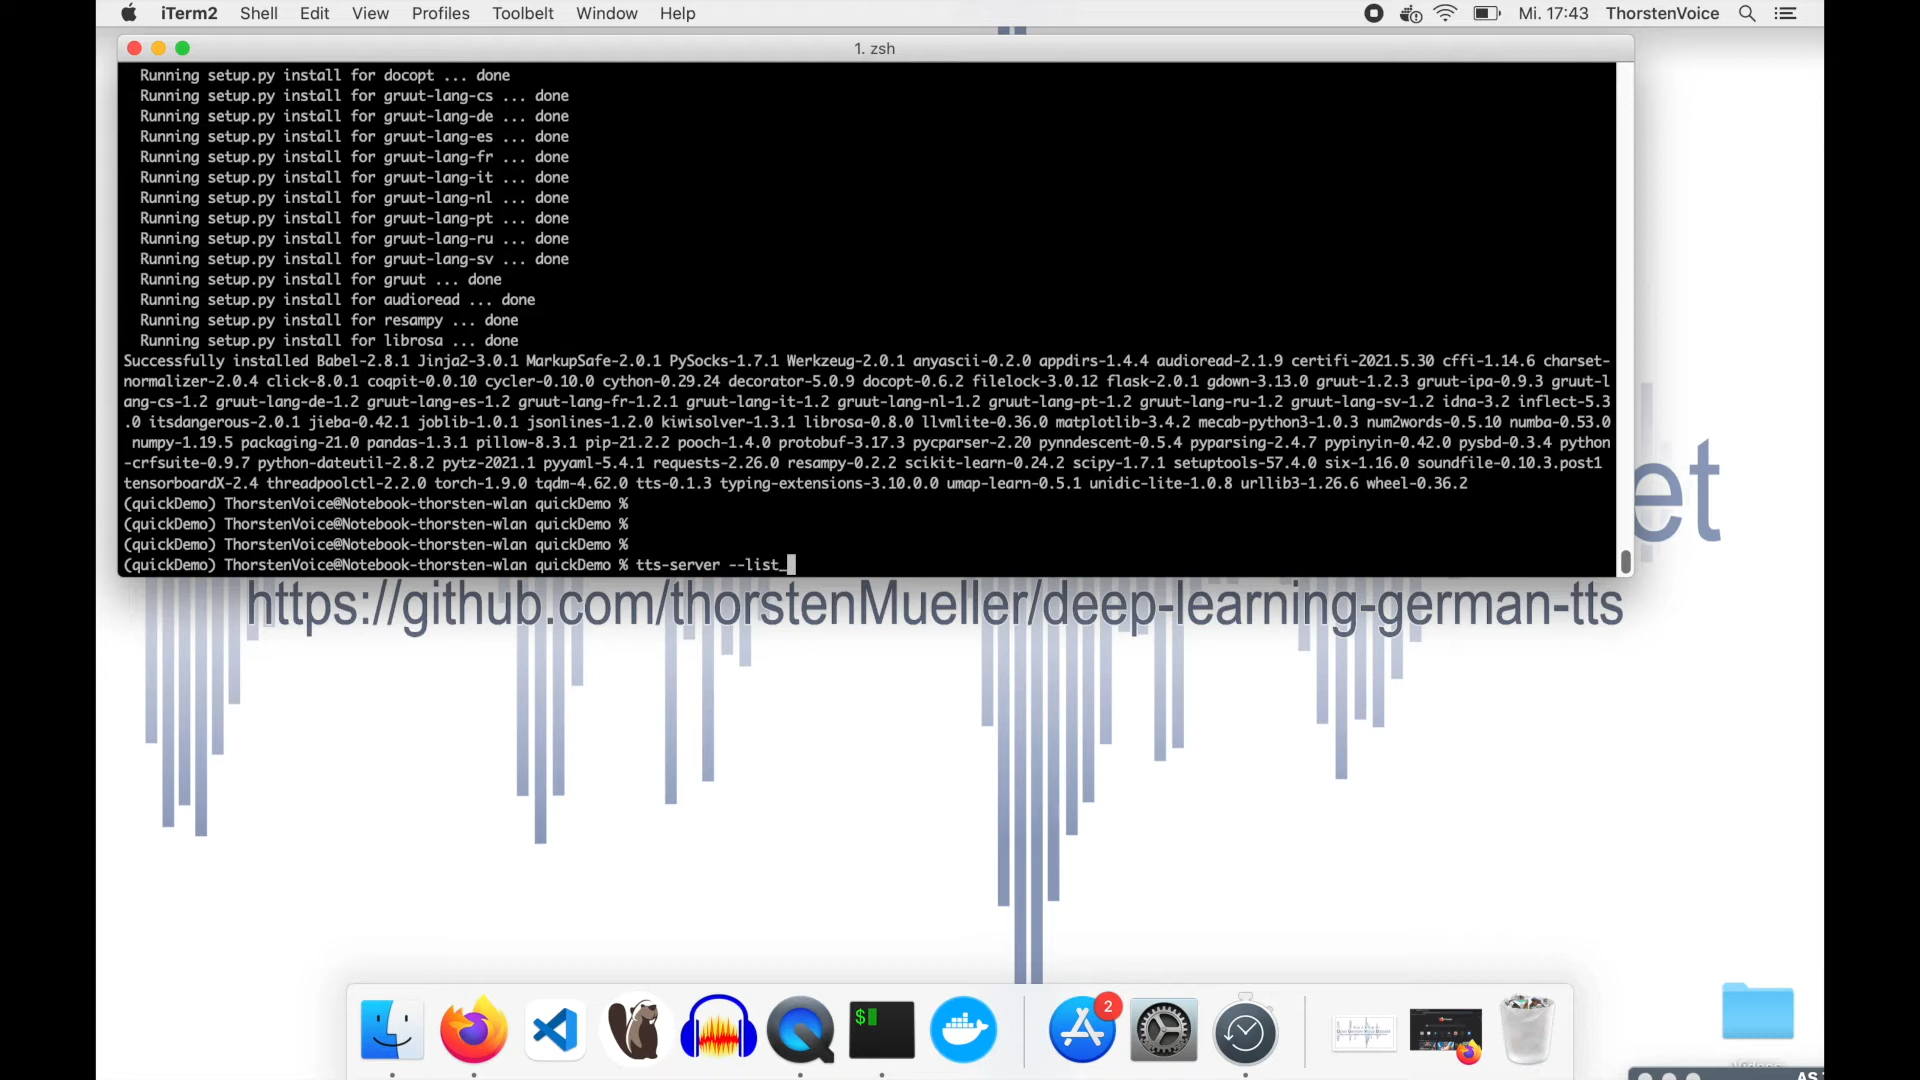 iTerm2 Shell Edit View Profiles Toolbelt Window Help Mi. 17:43 ThorstenVoice
1. zsh
Running setup.py install for docopt ... done
Running setup.py install for gruut-lang-cs ... done
Running setup.py install for gruut-lang-de ... done
Running setup.py install for gruut-lang-es ... done
Running setup.py install for gruut-lang-fr ... done
Running setup.py install for gruut-lang-it ... done
Running setup.py install for gruut-lang-nl ... done
Running setup.py install for gruut-lang-pt ... done
Running setup.py install for gruut-lang-ru ... done
Running setup.py install for gruut-lang-sv ... done
Running setup.py install for gruut ... done
Running setup.py install for audioread ... done
Running setup.py install for resampy ... done
Running setup.py install for librosa ... done
Successfully installed Babel-2.8.1 Jinja2-3.0.1 MarkupSafe-2.0.1 PySocks-1.7.1 Werkzeug-2.0.1 anyascii-0.2.0 appdirs-1.4.4 audioread-2.1.9 certifi-2021.5.30 cffi-1.14.6 charset-
normalizer-2.0.4 click-8.0.1 coqpit-0.0.10 cycler-0.10.0 cython-0.29.24 decorator-5.0.9 docopt-0.6.2 filelock-3.0.12 flask-2.0.1 gdown-3.13.0 gruut-1.2.3 gruut-ipa-0.9.3 gruut-l
ang-cs-1.2 gruut-lang-de-1.2 gruut-lang-es-1.2 gruut-lang-fr-1.2.1 gruut-lang-it-1.2 gruut-lang-nl-1.2 gruut-lang-pt-1.2 gruut-lang-ru-1.2 gruut-lang-sv-1.2 idna-3.2 inflect-5.3
.0 itsdangerous-2.0.1 jieba-0.42.1 joblib-1.0.1 jsonlines-1.2.0 kiwisolver-1.3.1 librosa-0.8.0 llvmlite-0.36.0 matplotlib-3.4.2 mecab-python3-1.0.3 num2words-0.5.10 numba-0.53.0
numpy-1.19.5 packaging-21.0 pandas-1.3.1 pillow-8.3.1 pip-21.2.2 pooch-1.4.0 protobuf-3.17.3 pycparser-2.20 pynndescent-0.5.4 pyparsing-2.4.7 pypinyin-0.42.0 pysbd-0.3.4 python
-crfsuite-0.9.7 python-dateutil-2.8.2 pytz-2021.1 pyyaml-5.4.1 requests-2.26.0 resampy-0.2.2 scikit-learn-0.24.2 scipy-1.7.1 setuptools-57.4.0 six-1.16.0 soundfile-0.10.3.post1
tensorboardX-2.4 threadpoolctl-2.2.0 torch-1.9.0 tqdm-4.62.0 tts-0.1.3 typing-extensions-3.10.0.0 umap-learn-0.5.1 unidic-lite-1.0.8 urllib3-1.26.6 wheel-0.36.2
(quickDemo) ThorstenVoice@Notebook-thorsten-wlan quickDemo %
(quickDemo) ThorstenVoice@Notebook-thorsten-wlan quickDemo %
(quickDemo) ThorstenVoice@Notebook-thorsten-wlan quickDemo %
(quickDemo) ThorstenVoice@Notebook-thorsten-wlan quickDemo % tts-server --list_
et
https://github.com/thorstenMueller/deep-learning-german-tts
$
2